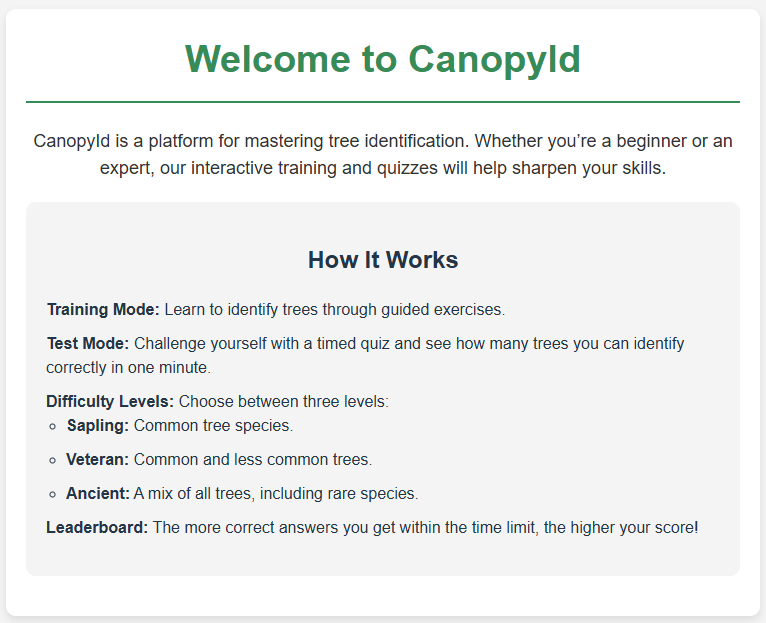 Welcome to CanopyId
CanopyId is a platform for mastering tree identification. Whether you’re a beginner or an
expert, our interactive training and quizzes will help sharpen your skills.
How It Works
Training Mode: Learn to identify trees through guided exercises.
Test Mode: Challenge yourself with a timed quiz and see how many trees you can identify
correctly in one minute.
Difficulty Levels: Choose between three levels:
Sapling: Common tree species.
Veteran: Common and less common trees.
Ancient: A mix of all trees, including rare species.
Leaderboard: The more correct answers you get within the time limit, the higher your score!